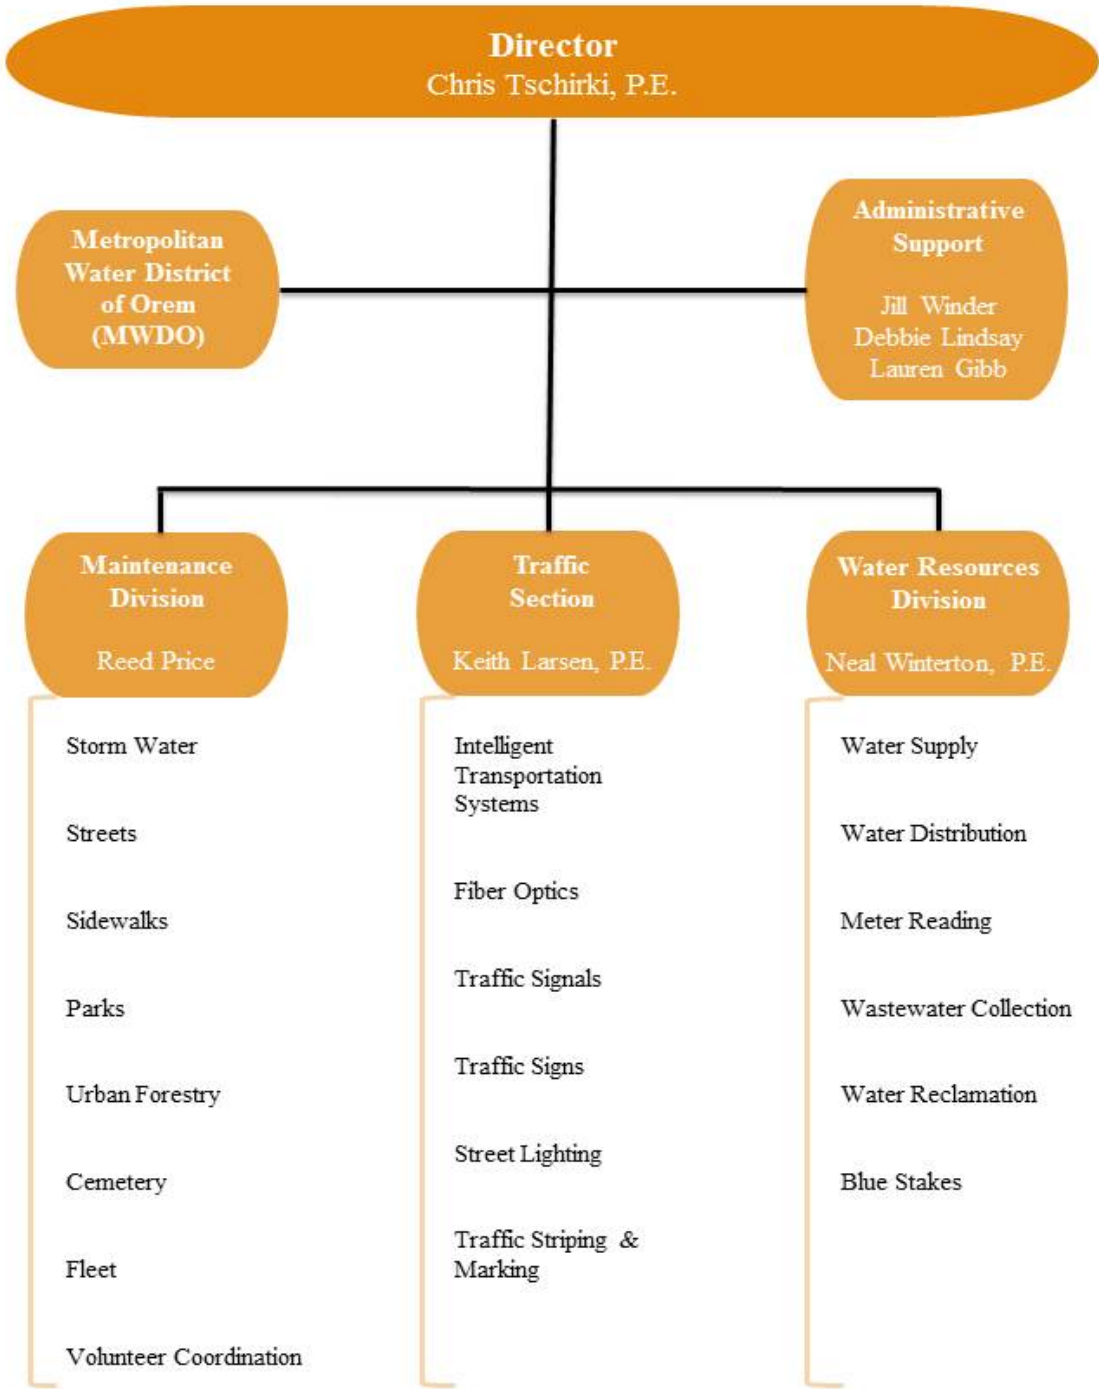 Director
Chris Tschirki, P.E.
Metropolitan
Water District
of Orem
(MWDO)
Administrative
Support
Jill Winder
Debbie Lindsay
Lauren Gibb
Maintenance
Division
Reed Price
Traffic
Section
Keith Larsen, P.E.
Water Resources
Division
Neal Winterton, P.E.
Storm Water
Streets
Sidewalks
Parks
Urban Forestry
Cemetery
Fleet
Volunteer Coordination
Intelligent
Transportation
Systems
Fiber Optics
Traffic Signals
Traffic Signs
Street Lighting
Traffic Striping &
Marking
Water Supply
Water Distribution
Meter Reading
Wastewater Collection
Water Reclamation
Blue Stakes